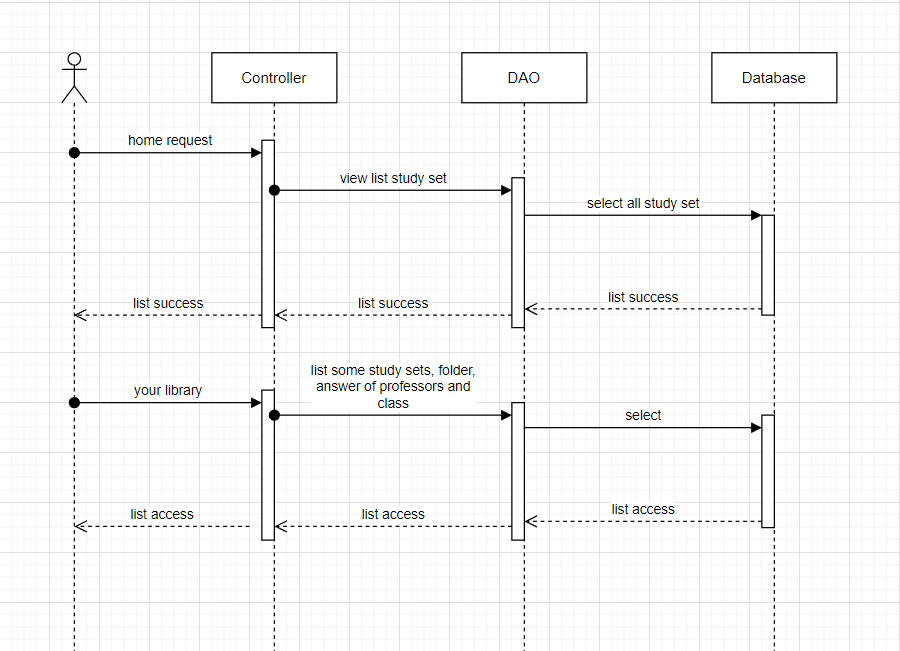 Controller
DAO
Database
home request
view list study set
select all study set
list success
list success
list success
list some study sets, folder,
answer of professors and
class
your library
select
list access
list access
list access